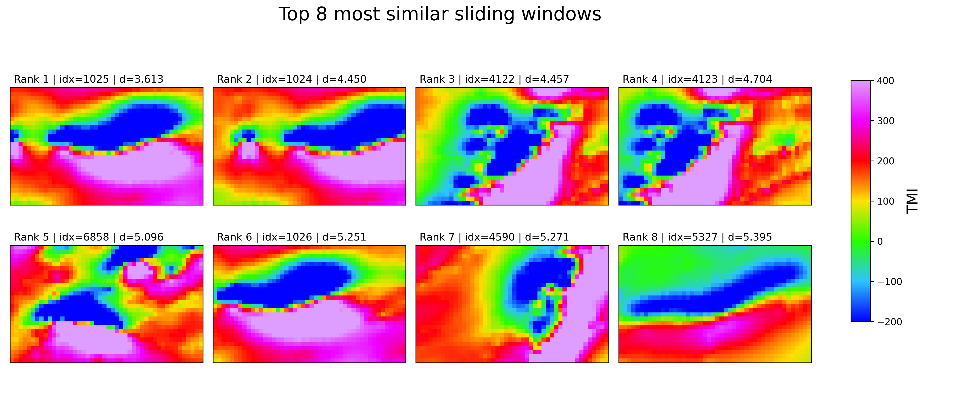 Top 8 most similar sliding windows
Rank 1 | idx=1025 | d=3.613
Rank 2 | idx=1024 | d=4.450
Rank 3 | idx=4122 | d=4.457
Rank 4 | idx=4123 | d=4.704
Rank 5 | idx=6858 | d=5.096
Rank 6 | idx=1026 | d=5.251
Rank 7 | idx=4590 | d=5.271
Rank 8 | idx=5327 | d=5.395
400
300
200
100
0
−100
−200
TMI